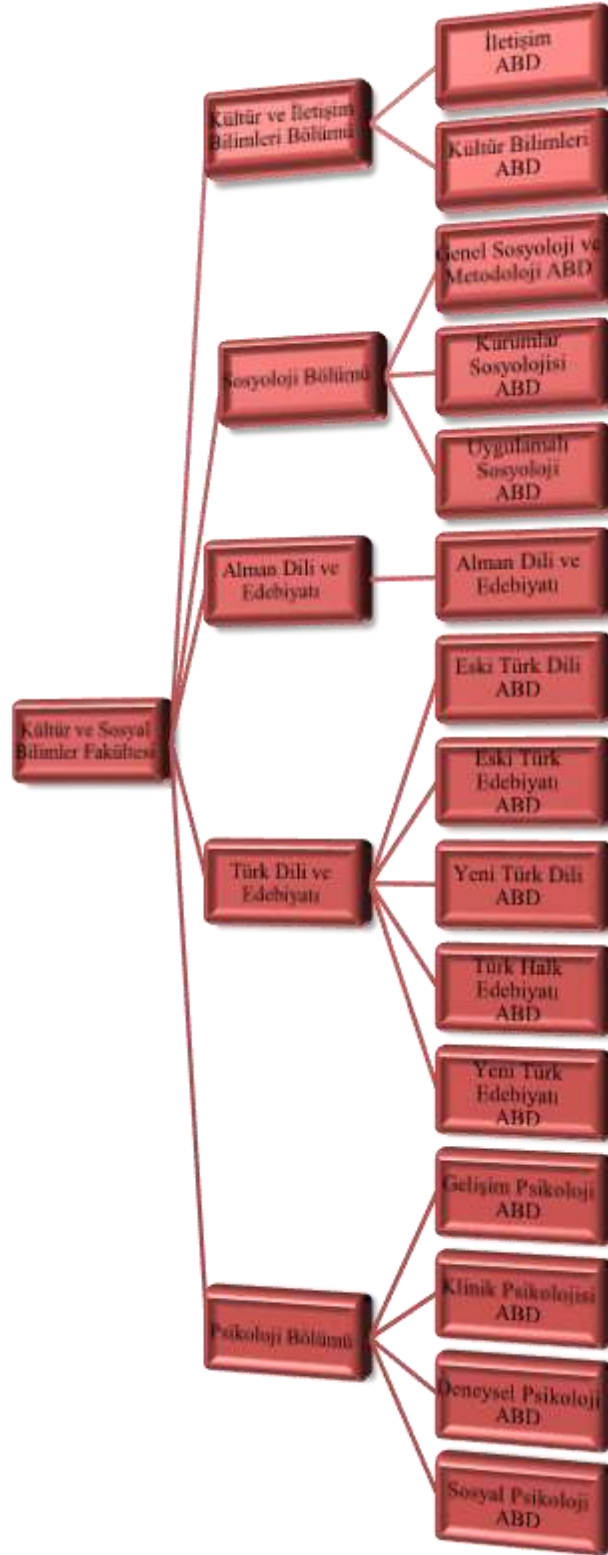 Kültür ve Sosyal
Bilimler Fakültesi
Kültür ve İletişim
Bilimleri Bölümü
İletişim
ABD
Kültür Bilimleri
ABD
Sosyoloji Bölümü
Genel Sosyoloji ve
Metodoloji ABD
Kurumlar
Sosyolojisi
ABD
Uygulamalı
Sosyoloji
ABD
Alman Dili ve
Edebiyatı
Alman Dili ve
Edebiyatı
Türk Dili ve
Edebiyatı
Eski Türk Dili
ABD
Eski Türk
Edebiyatı
ABD
Yeni Türk Dili
ABD
Türk Halk
Edebiyatı
ABD
Yeni Türk
Edebiyatı
ABD
Psikoloji Bölümü
Gelişim Psikoloji
ABD
Klinik Psikolojisi
ABD
Deneysel Psikoloji
ABD
Sosyal Psikoloji
ABD